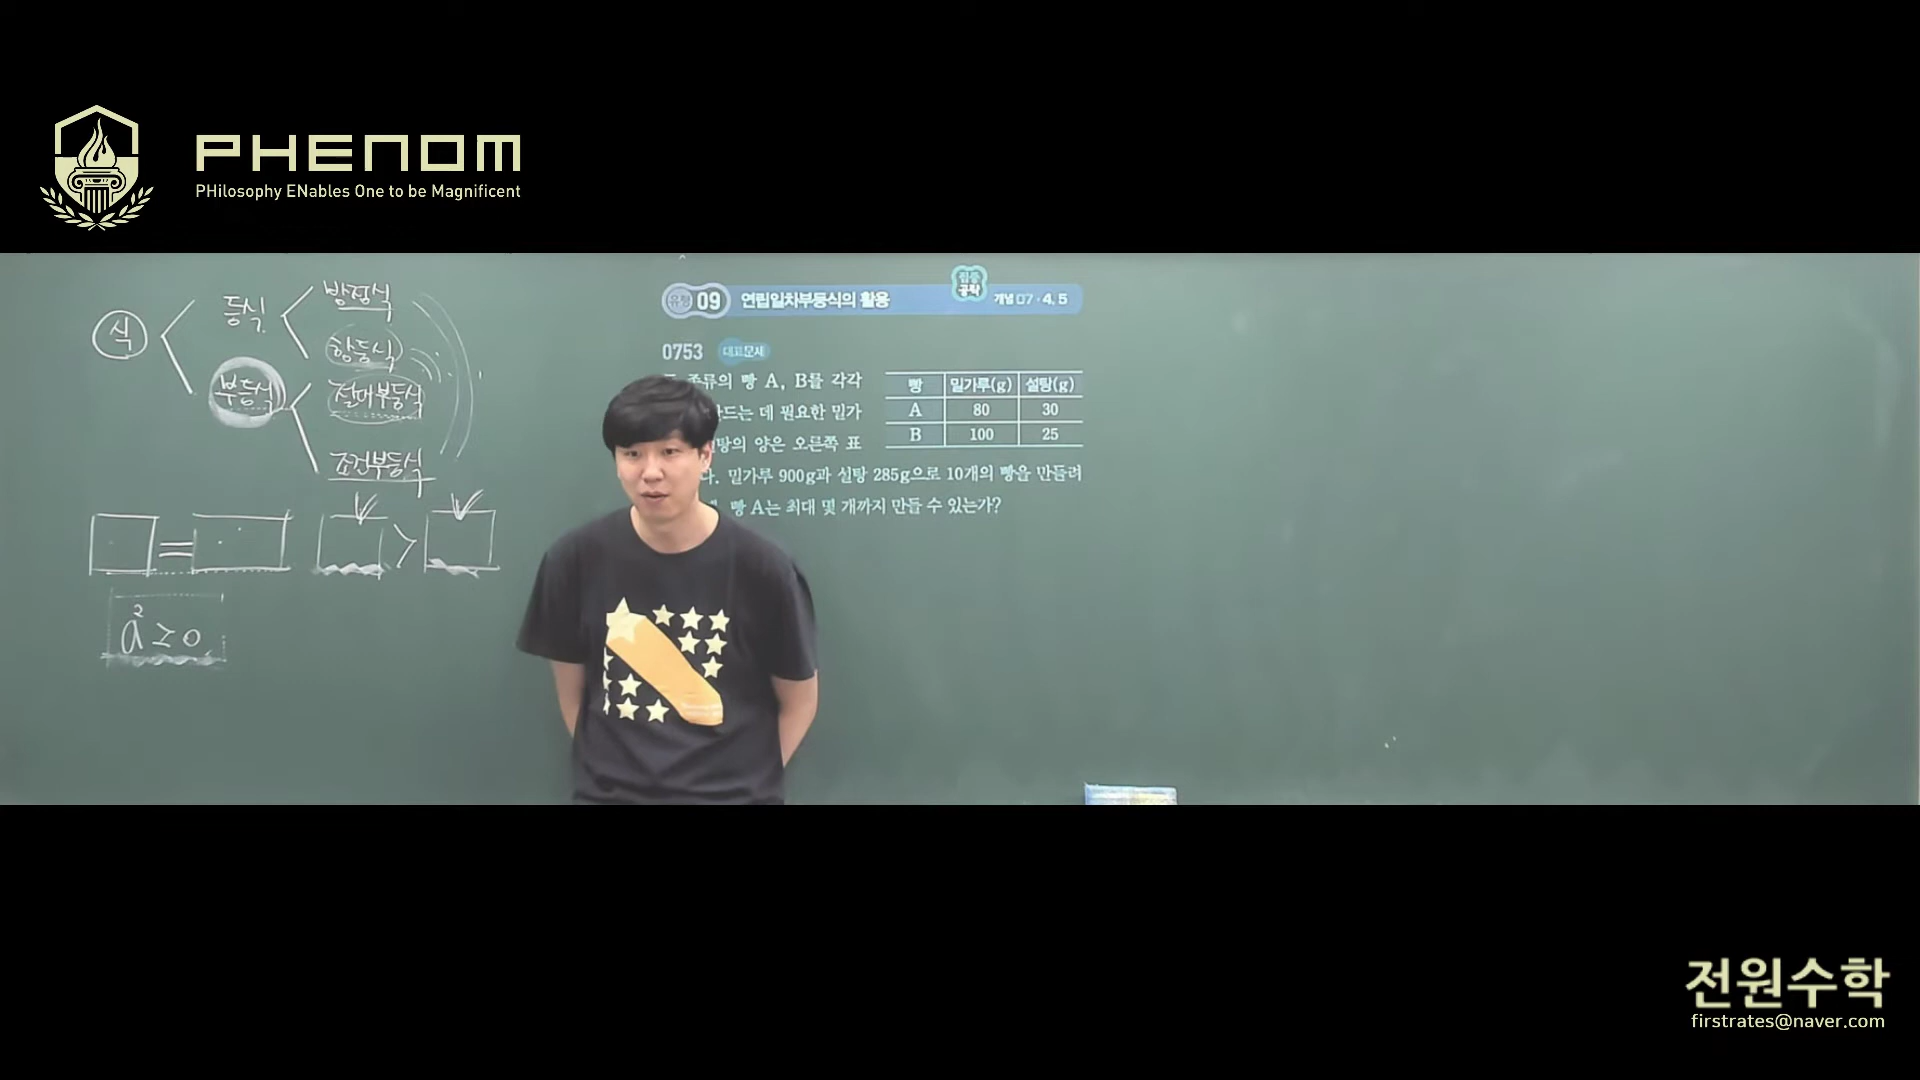 PHENOM
PHilosophy ENables One to be Magnificent
식
등식
방정식
항등식
부등식
절대부등식
조건부등식
=
>
a² ≥ 0
유형 09 연립일차부등식의 활용
집중 공략
개념 07 · 4, 5
0753 대표문제
종류의 빵 A, B를 각각
드는 데 필요한 밀가
탕의 양은 오른쪽 표
다. 밀가루 900g과 설탕 285g으로 10개의 빵을 만들려
빵 A는 최대 몇 개까지 만들 수 있는가?
빵 밀가루(g) 설탕(g)
A 80 30
B 100 25
전원수학
firstrates@naver.com